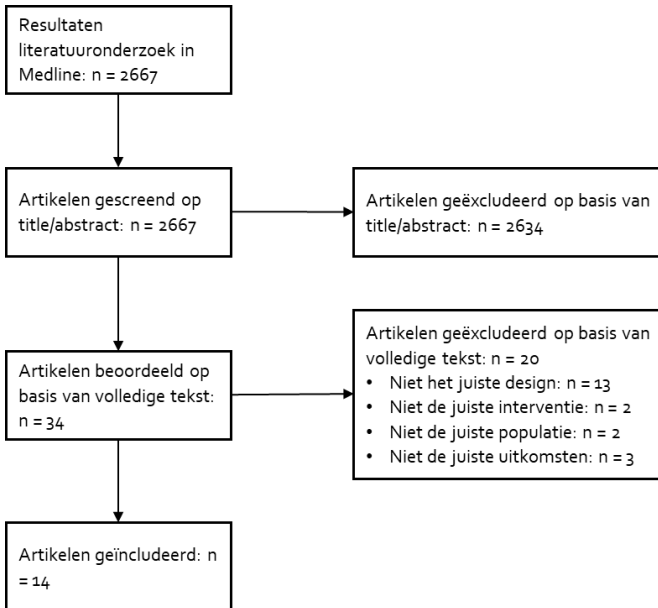 Resultaten
literatuuronderzoek in
Medline: n = 2667
Artikelen gescreend op
title/abstract: n = 2667
Artikelen geëxcludeerd op basis van
title/abstract: n = 2634
Artikelen beoordeeld op
basis van volledige tekst:
n = 34
Artikelen geëxcludeerd op basis van
volledige tekst: n = 20
• Niet het juiste design: n = 13
• Niet de juiste interventie: n = 2
• Niet de juiste populatie: n = 2
• Niet de juiste uitkomsten: n = 3
Artikelen geïncludeerd: n
= 14